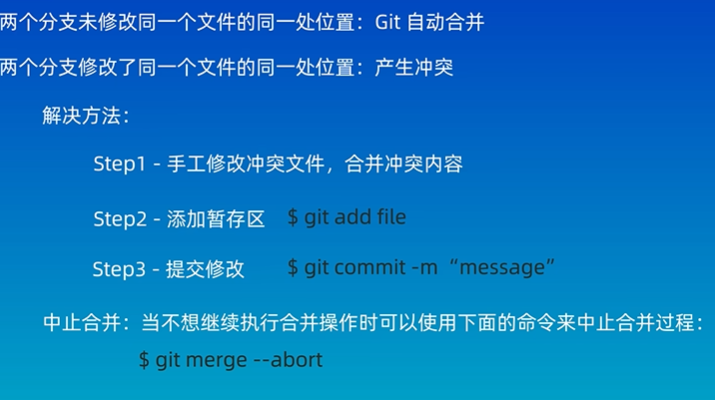 两个分支未修改同一个文件的同一处位置：Git 自动合并
两个分支修改了同一个文件的同一处位置：产生冲突
解决方法：
Step1 - 手工修改冲突文件，合并冲突内容
Step2 - 添加暂存区 $ git add file
Step3 - 提交修改 $ git commit -m “message”
中止合并：当不想继续执行合并操作时可以使用下面的命令来中止合并过程：
$ git merge --abort